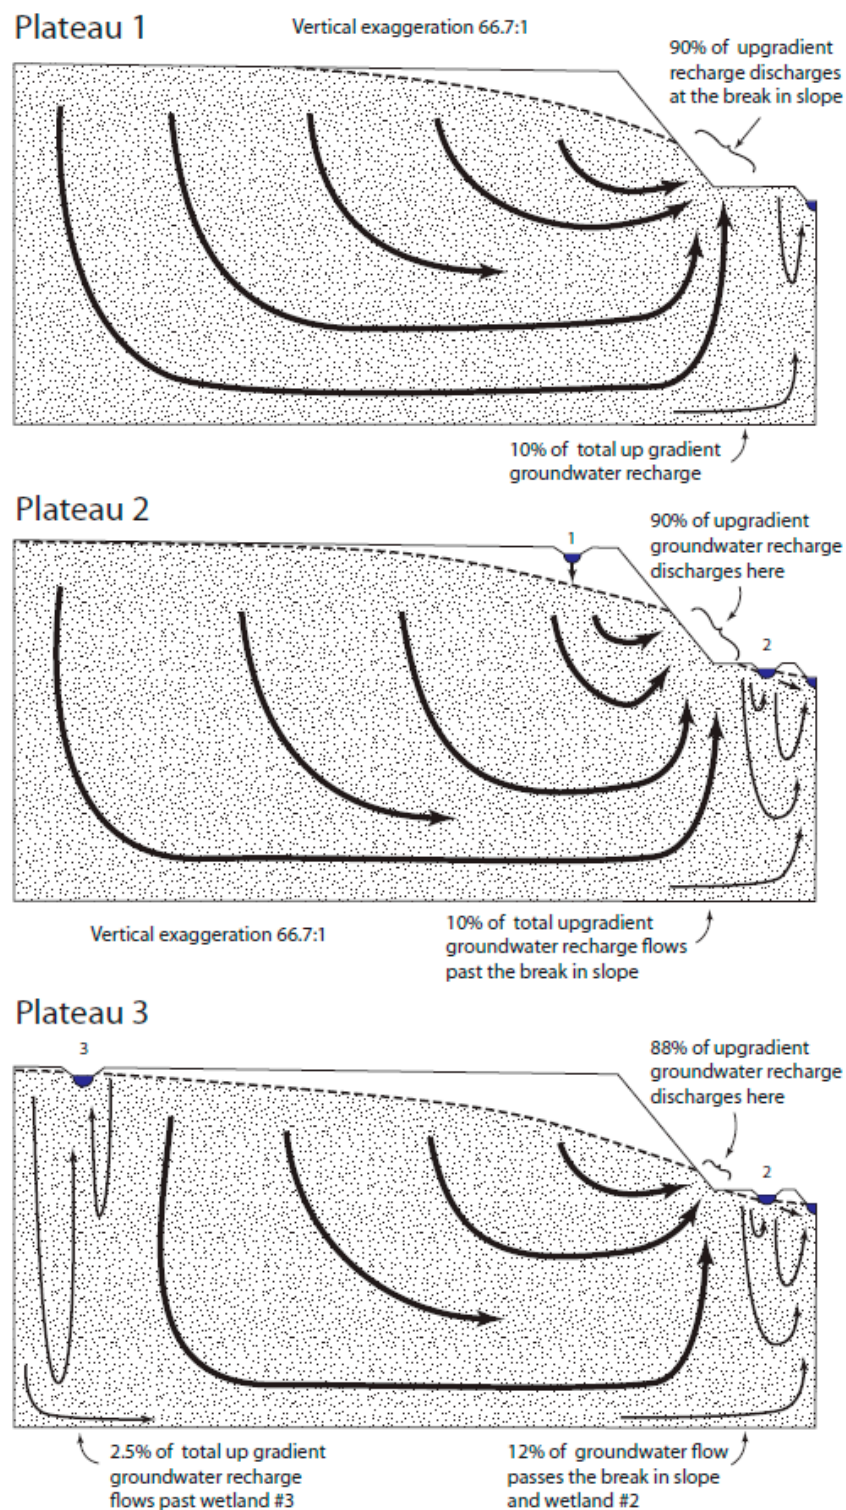 Plateau 1
Vertical exaggeration 66.7:1
90% of upgradient
recharge discharges
at the break in slope
10% of total up gradient
groundwater recharge
Plateau 2
90% of upgradient
groundwater recharge
discharges here
1
2
Vertical exaggeration 66.7:1
10% of total upgradient
groundwater recharge flows
past the break in slope
Plateau 3
3
88% of upgradient
groundwater recharge
discharges here
2
2.5% of total up gradient
groundwater recharge
flows past wetland #3
12% of groundwater flow
passes the break in slope
and wetland #2